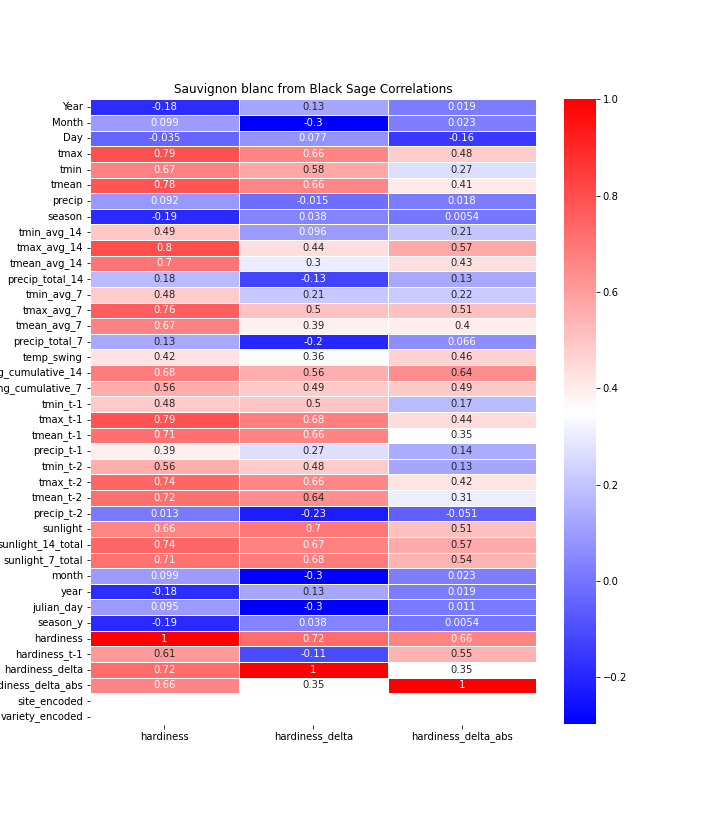 Sauvignon blanc from Black Sage Correlations
Year -0.18 0.13 0.019
Month 0.099 -0.3 0.023
Day -0.035 0.077 -0.16
tmax 0.79 0.66 0.48
tmin 0.67 0.58 0.27
tmean 0.78 0.66 0.41
precip 0.092 -0.015 0.018
season -0.19 0.038 0.0054
tmin_avg_14 0.49 0.096 0.21
tmax_avg_14 0.8 0.44 0.57
tmean_avg_14 0.7 0.3 0.43
precip_total_14 0.18 -0.13 0.13
tmin_avg_7 0.48 0.21 0.22
tmax_avg_7 0.76 0.5 0.51
tmean_avg_7 0.67 0.39 0.4
precip_total_7 0.13 -0.2 0.066
temp_swing 0.42 0.36 0.46
g_cumulative_14 0.68 0.56 0.64
ng_cumulative_7 0.56 0.49 0.49
tmin_t-1 0.48 0.5 0.17
tmax_t-1 0.79 0.68 0.44
tmean_t-1 0.71 0.66 0.35
precip_t-1 0.39 0.27 0.14
tmin_t-2 0.56 0.48 0.13
tmax_t-2 0.74 0.66 0.42
tmean_t-2 0.72 0.64 0.31
precip_t-2 0.013 -0.23 -0.051
sunlight 0.66 0.7 0.51
sunlight_14_total 0.74 0.67 0.57
sunlight_7_total 0.71 0.68 0.54
month 0.099 -0.3 0.023
year -0.18 0.13 0.019
julian_day 0.095 -0.3 0.011
season_y -0.19 0.038 0.0054
hardiness 1 0.72 0.66
hardiness_t-1 0.61 -0.11 0.55
hardiness_delta 0.72 1 0.35
diness_delta_abs 0.66 0.35 1
site_encoded
variety_encoded
hardiness hardiness_delta hardiness_delta_abs
1.0
0.8
0.6
0.4
0.2
0.0
−0.2